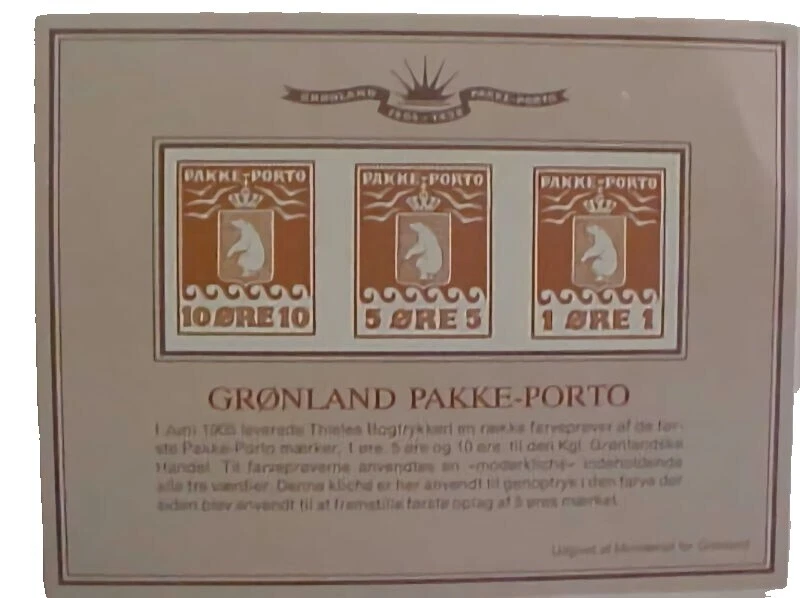 GRØNLAND 1905-1938 PAKKE-PORTO
PAKKE-PORTO PAKKE-PORTO PAKKE-PORTO
10 ØRE 10 5 ØRE 5 1 ØRE 1
GRØNLAND PAKKE-PORTO
I Juni 1905 leverede Thieles Bogtrykkeri en række farveprøver af de før-
ste Pakke-Porto mærker, 1 øre, 5 øre og 10 øre til den Kgl. Grønlandske
Handel. Til farveprøverne anvendtes en »moderkliché« indeholdende
alle tre værdier. Denne kliché er her anvendt til genoptryk i den farve der
siden blev anvendt til at fremstille første oplag af 5 øres mærket.
Udgivet af Ministeriet for Grønland